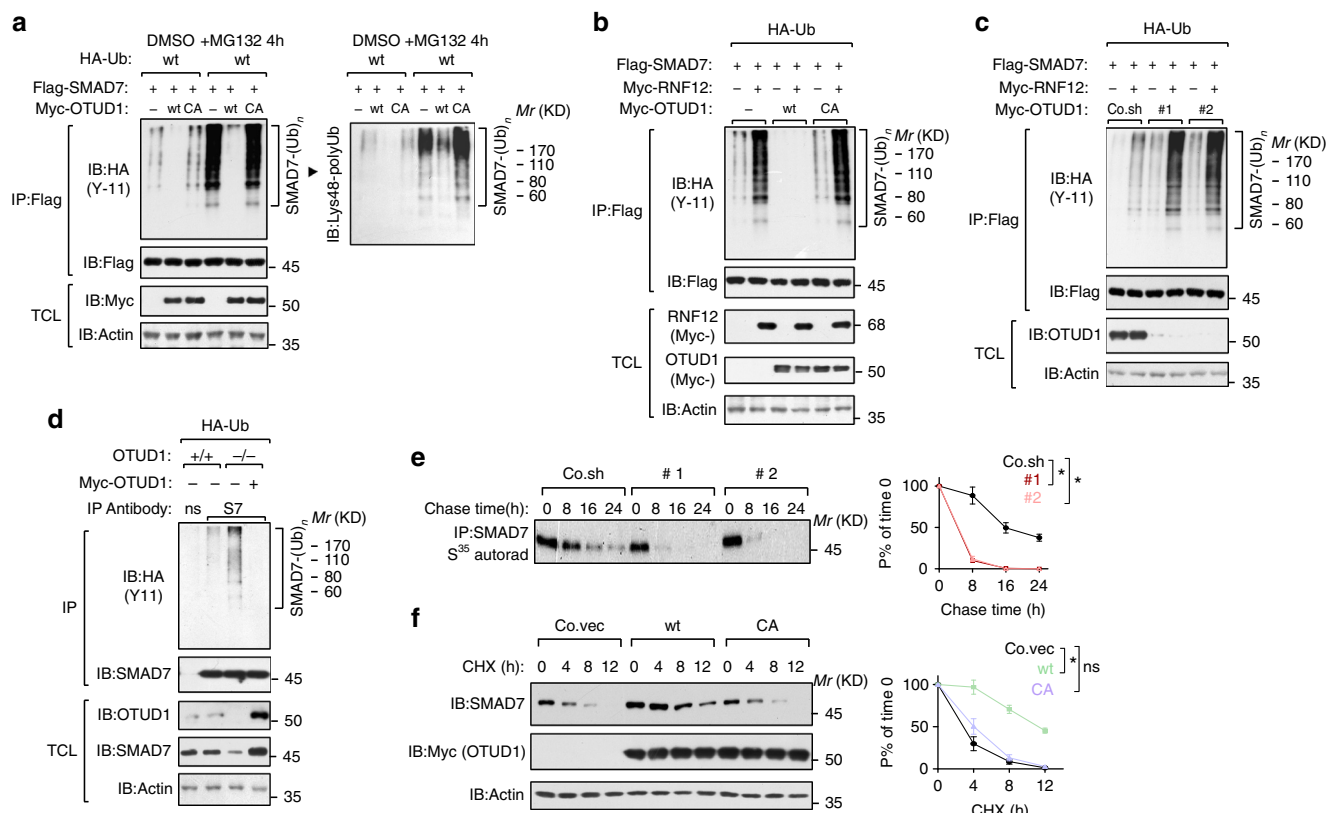 a
DMSO +MG132 4h
HA-Ub: wt wt
Flag-SMAD7: + + + + + +
Myc-OTUD1: – wt CA – wt CA
IP:Flag
IB:HA
(Y-11)
SMAD7-(Ub)n
IB:Flag
45
TCL
IB:Myc
50
IB:Actin
35
DMSO +MG132 4h
wt wt
+ + + + + +
– wt CA – wt CA
Mr (KD)
IB:Lys48-polyUb
SMAD7-(Ub)n
170
110
80
60
b
HA-Ub
Flag-SMAD7: + + + + + +
Myc-RNF12: – + – + – +
Myc-OTUD1: – wt CA
Mr (KD)
IP:Flag
IB:HA
(Y-11)
SMAD7-(Ub)n
170
110
80
60
IB:Flag
45
TCL
RNF12
(Myc-)
68
OTUD1
(Myc-)
50
IB:Actin
35
c
HA-Ub
Flag-SMAD7: + + + + + +
Myc-RNF12: – + – + – +
Myc-OTUD1: Co.sh #1 #2
Mr (KD)
IP:Flag
IB:HA
(Y-11)
SMAD7-(Ub)n
170
110
80
60
IB:Flag
45
TCL
IB:OTUD1
50
IB:Actin
35
d
HA-Ub
OTUD1: +/+ –/–
Myc-OTUD1: – – – +
IP Antibody: ns S7
Mr (KD)
IP
IB:HA
(Y11)
SMAD7-(Ub)n
170
110
80
60
IB:SMAD7
45
TCL
IB:OTUD1
50
IB:SMAD7
45
IB:Actin
35
e
Co.sh # 1 # 2
Chase time(h): 0 8 16 24 0 8 16 24 0 8 16 24
Mr (KD)
IP:SMAD7
S35 autorad
45
Co.sh
#1
#2
* *
P% of time 0
100
50
0
0 8 16 24
Chase time (h)
f
Co.vec wt CA
CHX (h): 0 4 8 12 0 4 8 12 0 4 8 12
Mr (KD)
IB:SMAD7
45
IB:Myc (OTUD1)
50
IB:Actin
35
Co.vec
wt
CA
* ns
P% of time 0
100
50
0
0 4 8 12
CHX (h)